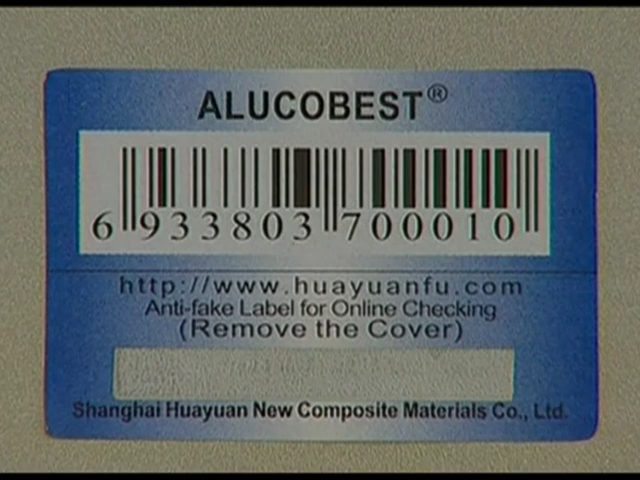 ALUCOBEST®
6 933803 700010
http://www.huayuanfu.com
Anti-fake Label for Online Checking
(Remove the Cover)
Shanghai Huayuan New Composite Materials Co., Ltd.